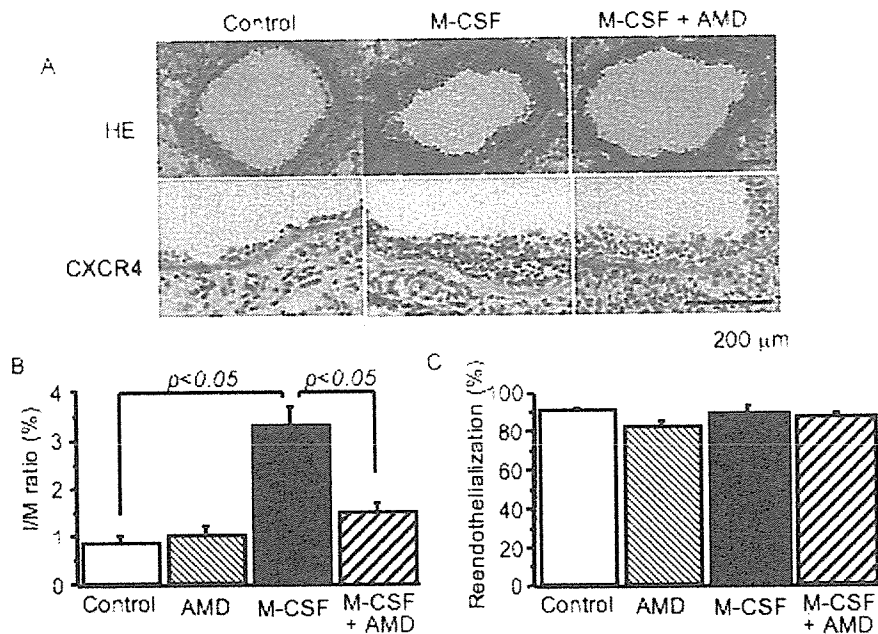 Control M-CSF M-CSF + AMD
A
HE
CXCR4
200 μm
B
I/M ratio (%)
4
3
2
1
0
p<0.05
p<0.05
Control AMD M-CSF M-CSF + AMD
C
Reendothelialization (%)
100
80
60
40
20
0
Control AMD M-CSF M-CSF + AMD